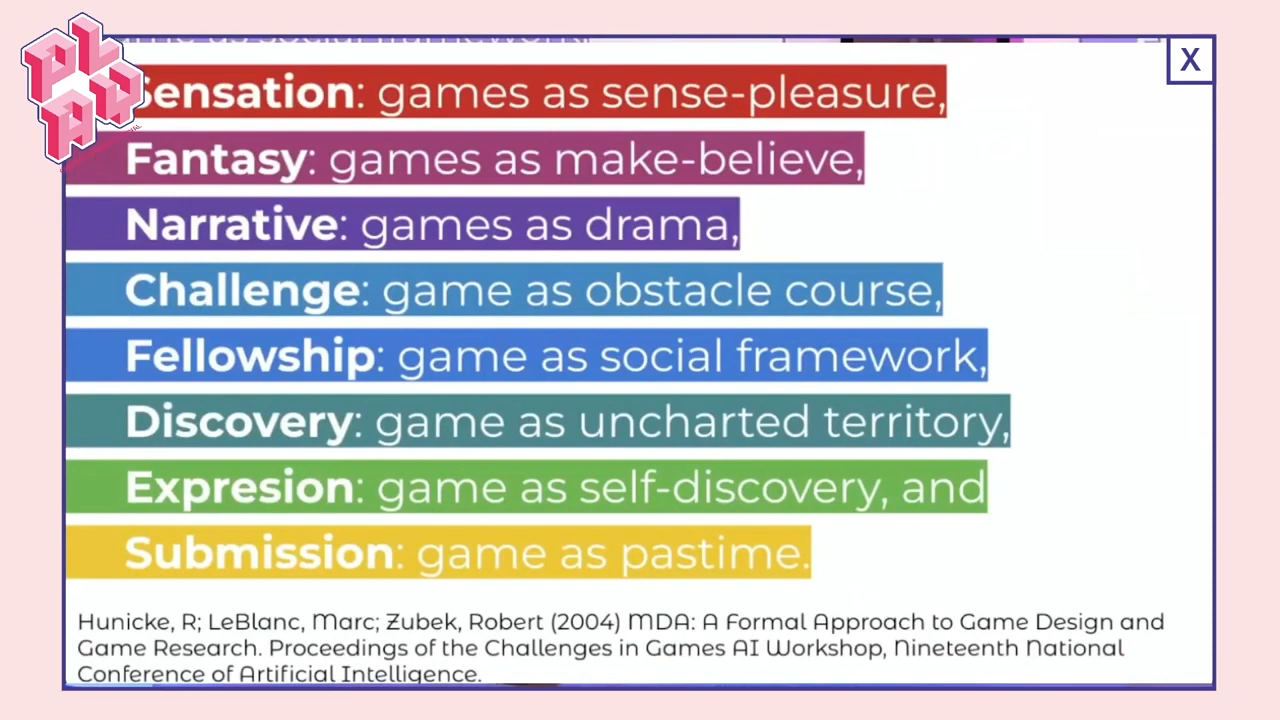 PLAY
X
Sensation: games as sense-pleasure,
Fantasy: games as make-believe,
Narrative: games as drama,
Challenge: game as obstacle course,
Fellowship: game as social framework,
Discovery: game as uncharted territory,
Expresion: game as self-discovery, and
Submission: game as pastime.
Hunicke, R; LeBlanc, Marc; Zubek, Robert (2004) MDA: A Formal Approach to Game Design and
Game Research. Proceedings of the Challenges in Games AI Workshop, Nineteenth National
Conference of Artificial Intelligence.